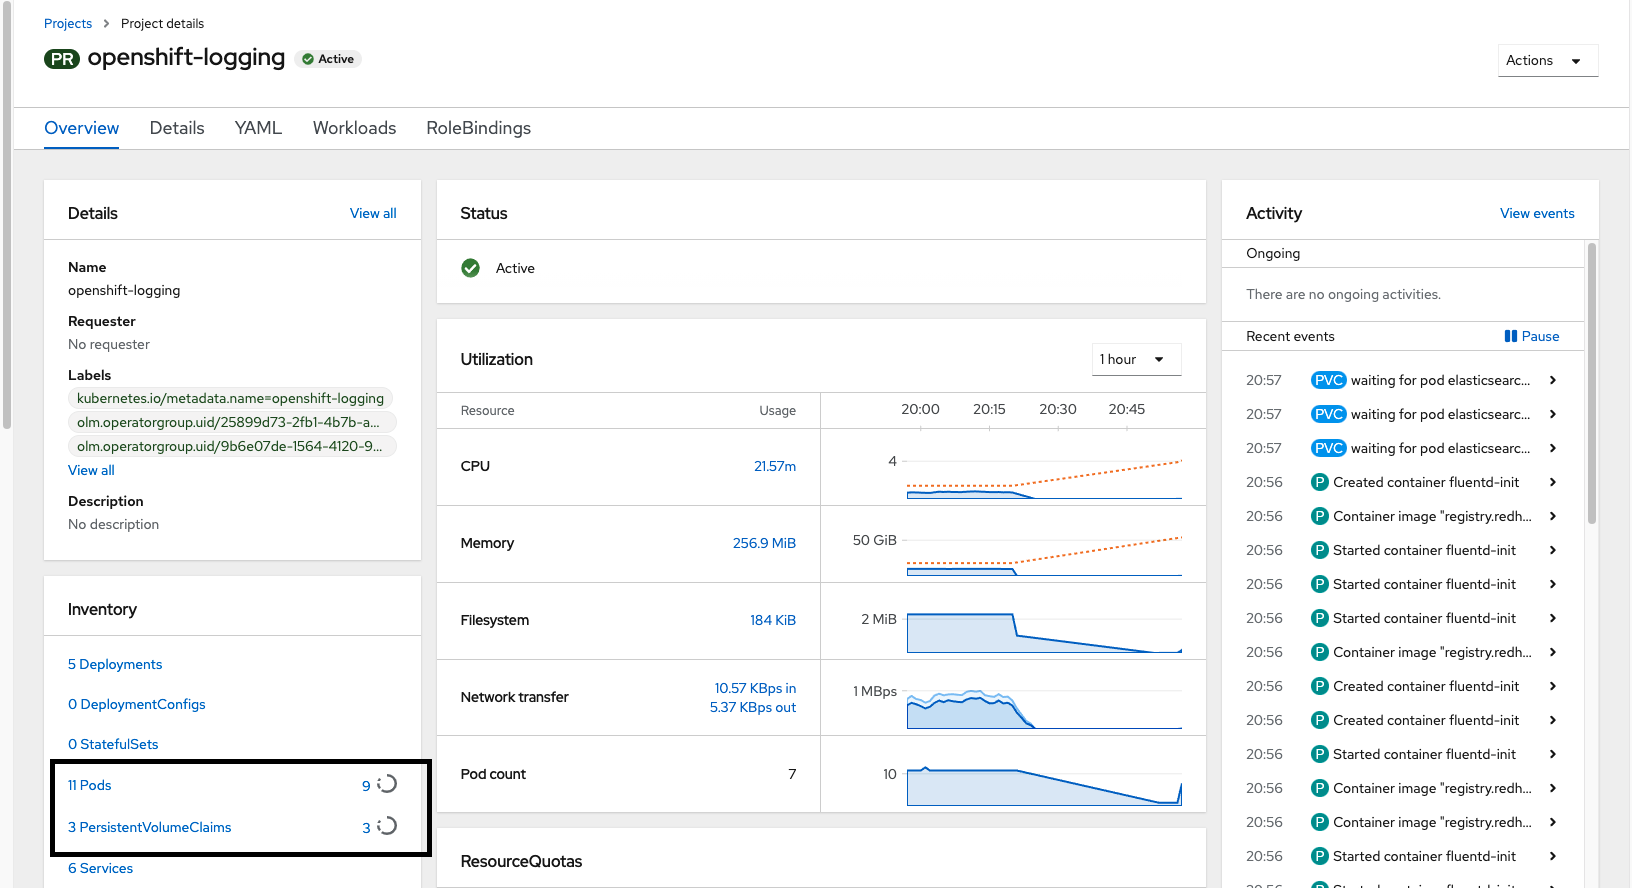 Projects > Project details
PR openshift-logging Active
Actions
Overview Details YAML Workloads RoleBindings
Details View all
Name
openshift-logging
Requester
No requester
Labels
kubernetes.io/metadata.name=openshift-logging
olm.operatorgroup.uid/25899d73-2fb1-4b7b-a...
olm.operatorgroup.uid/9b6e07de-1564-4120-9...
View all
Description
No description
Inventory
5 Deployments
0 DeploymentConfigs
0 StatefulSets
11 Pods 9
3 PersistentVolumeClaims 3
6 Services
Status
Active
Utilization 1 hour
Resource Usage 20:00 20:15 20:30 20:45
CPU 21.57m 4
Memory 256.9 MiB 50 GiB
Filesystem 184 KiB 2 MiB
Network transfer 10.57 KBps in 1 MBps
5.37 KBps out
Pod count 7 10
ResourceQuotas
Activity View events
Ongoing
There are no ongoing activities.
Recent events Pause
20:57 PVC waiting for pod elasticsearc...
20:57 PVC waiting for pod elasticsearc...
20:57 PVC waiting for pod elasticsearc...
20:56 P Created container fluentd-init
20:56 P Container image "registry.redh...
20:56 P Started container fluentd-init
20:56 P Started container fluentd-init
20:56 P Started container fluentd-init
20:56 P Container image "registry.redh...
20:56 P Created container fluentd-init
20:56 P Created container fluentd-init
20:56 P Started container fluentd-init
20:56 P Container image "registry.redh...
20:56 P Container image "registry.redh...
20:56 P Started container fluentd-init